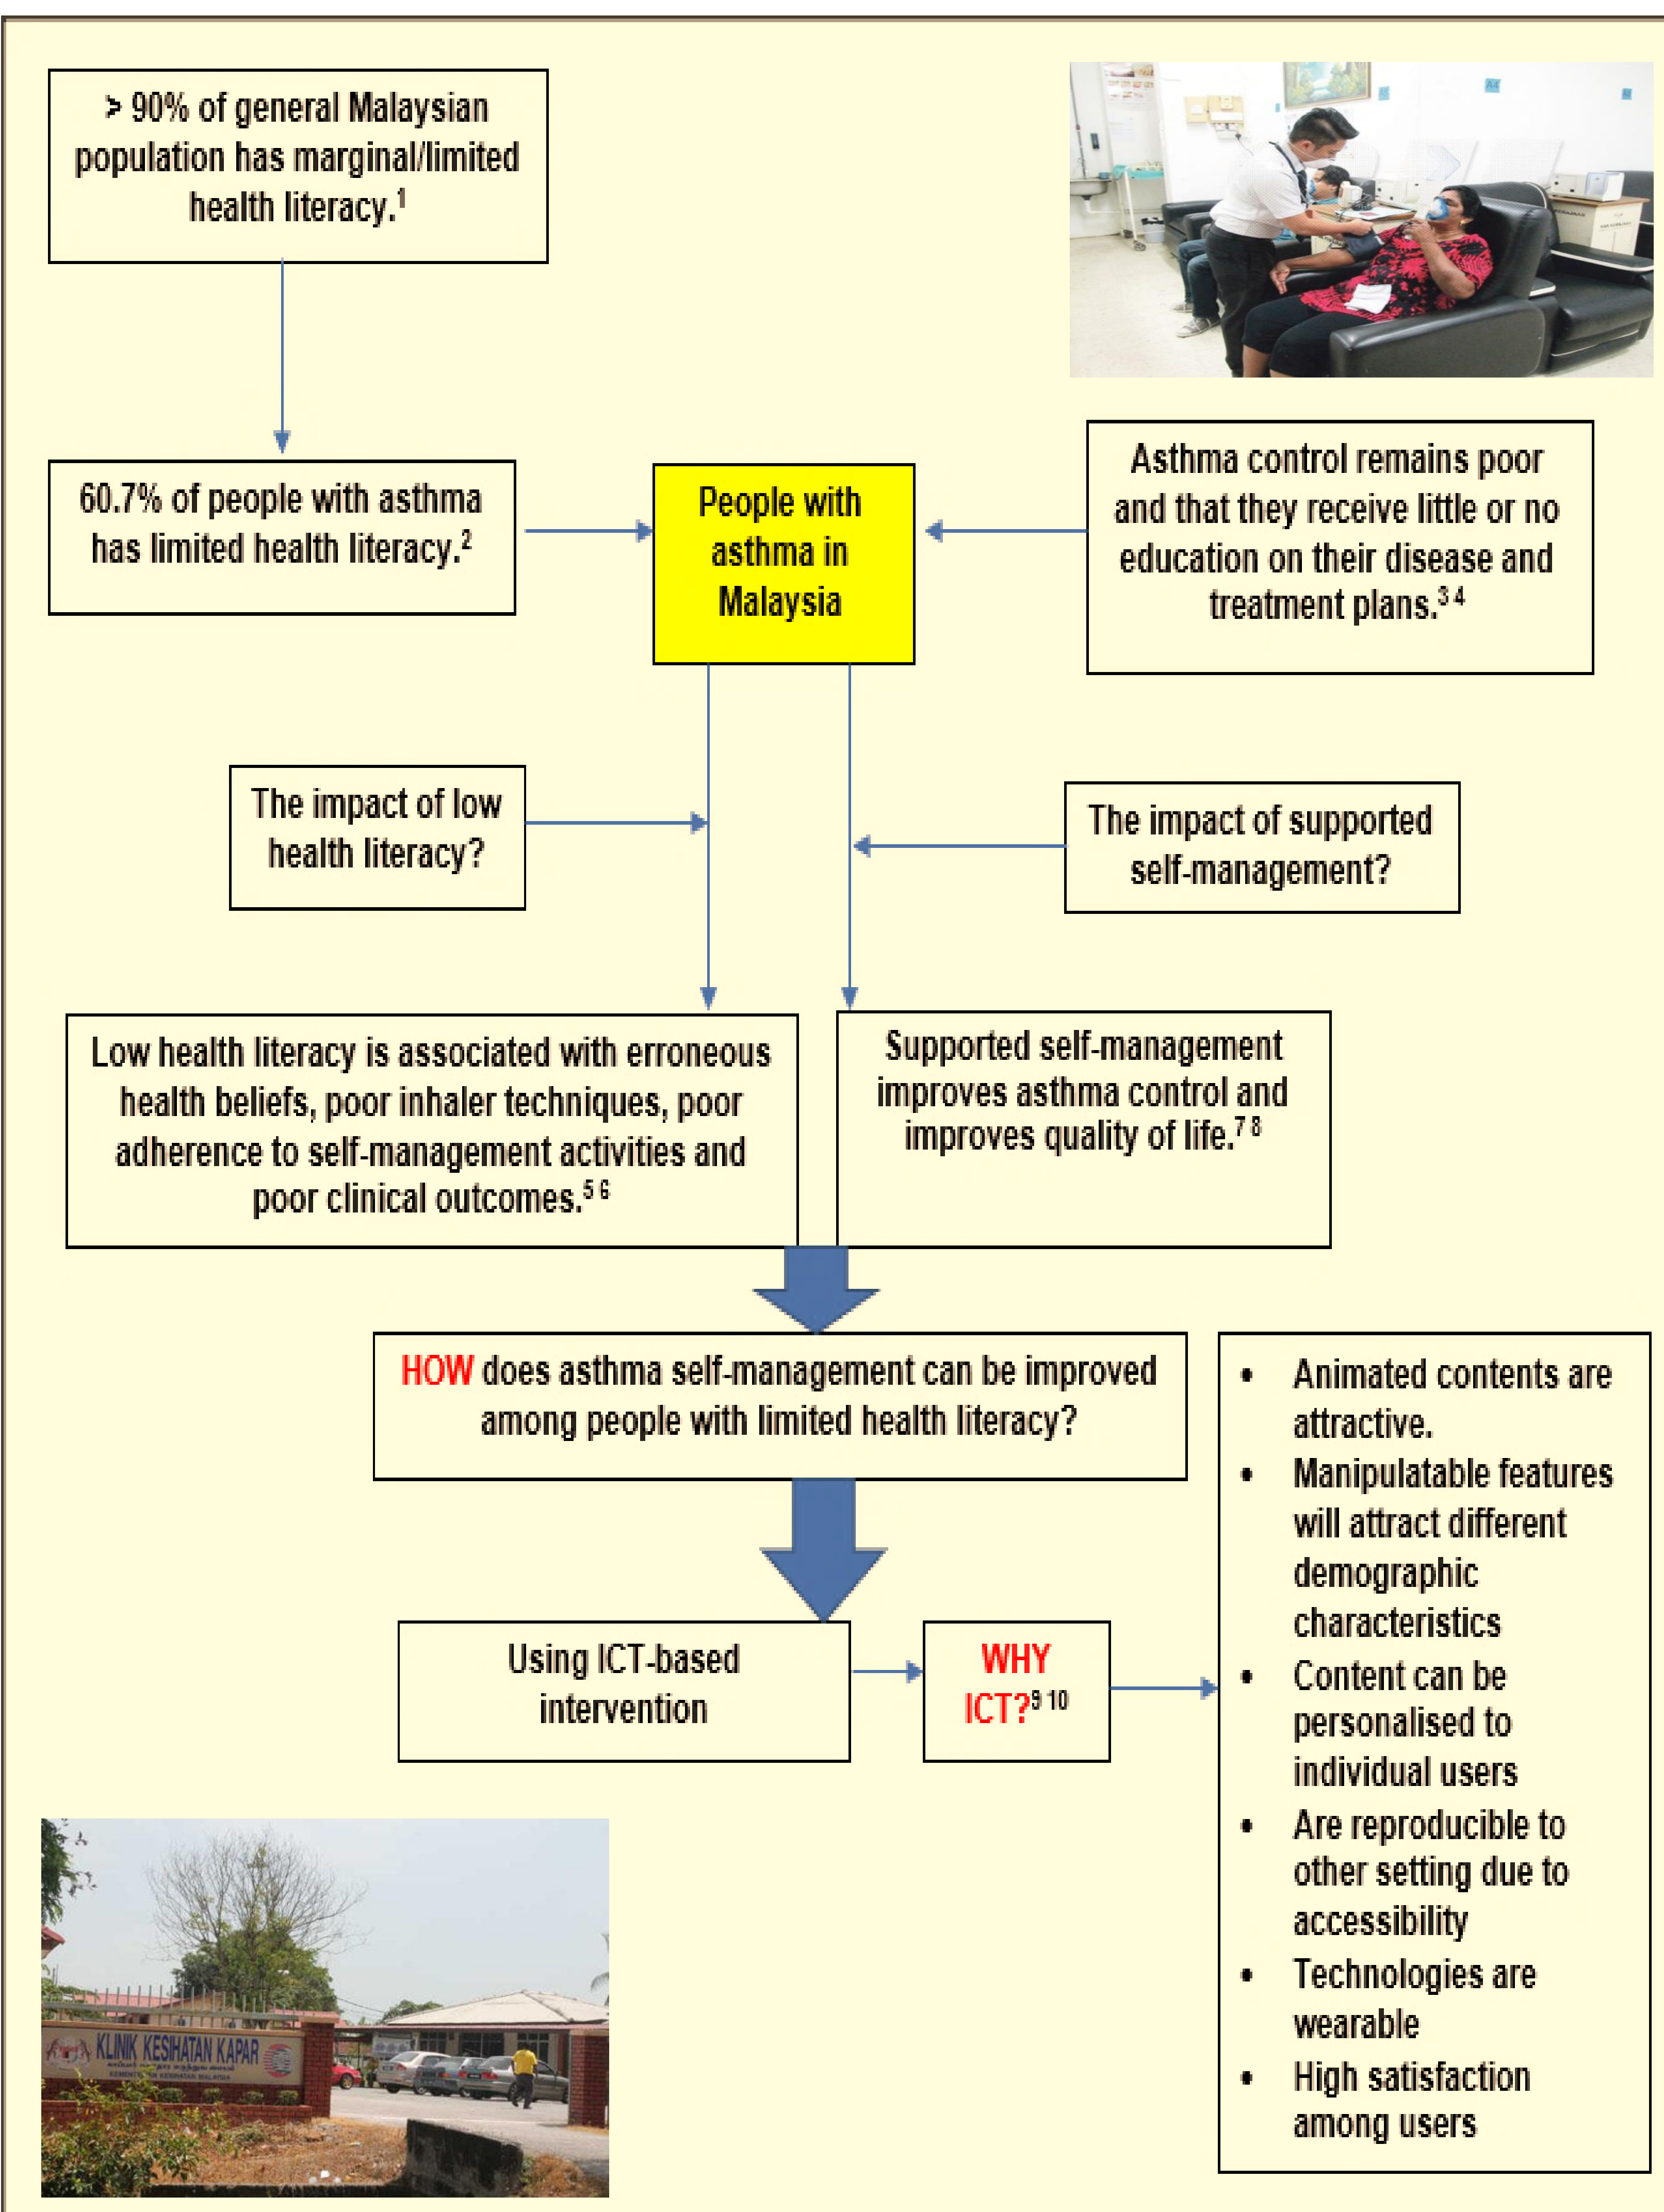 > 90% of general Malaysian
population has marginal/limited
health literacy.1
A4
60.7% of people with asthma
has limited health literacy.2
People with
asthma in
Malaysia
Asthma control remains poor
and that they receive little or no
education on their disease and
treatment plans.3 4
The impact of low
health literacy?
The impact of supported
self-management?
Low health literacy is associated with erroneous
health beliefs, poor inhaler techniques, poor
adherence to self-management activities and
poor clinical outcomes.5 6
Supported self-management
improves asthma control and
improves quality of life.7 8
HOW does asthma self-management can be improved
among people with limited health literacy?
Using ICT-based
intervention
WHY
ICT?9 10
• Animated contents are
attractive.
• Manipulatable features
will attract different
demographic
characteristics
• Content can be
personalised to
individual users
• Are reproducible to
other setting due to
accessibility
• Technologies are
wearable
• High satisfaction
among users
KLINIK KESIHATAN KAPAR
KEMENTERIAN KESIHATAN MALAYSIA